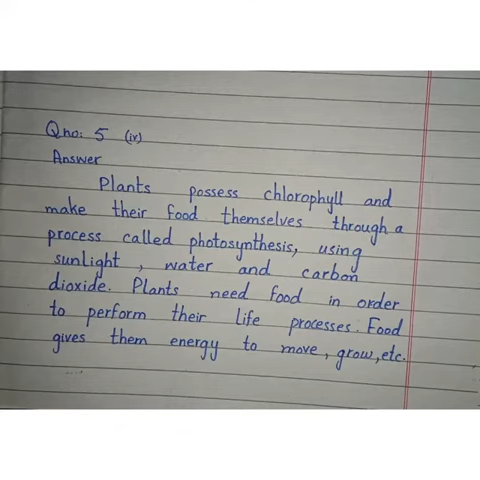 Qno: 5 (iv)
Answer
Plants possess chlorophyll and
make their food themselves through a
process called photosynthesis, using
sunlight, water and carbon
dioxide. Plants need food in order
to perform their life processes. Food
gives them energy to move, grow, etc.